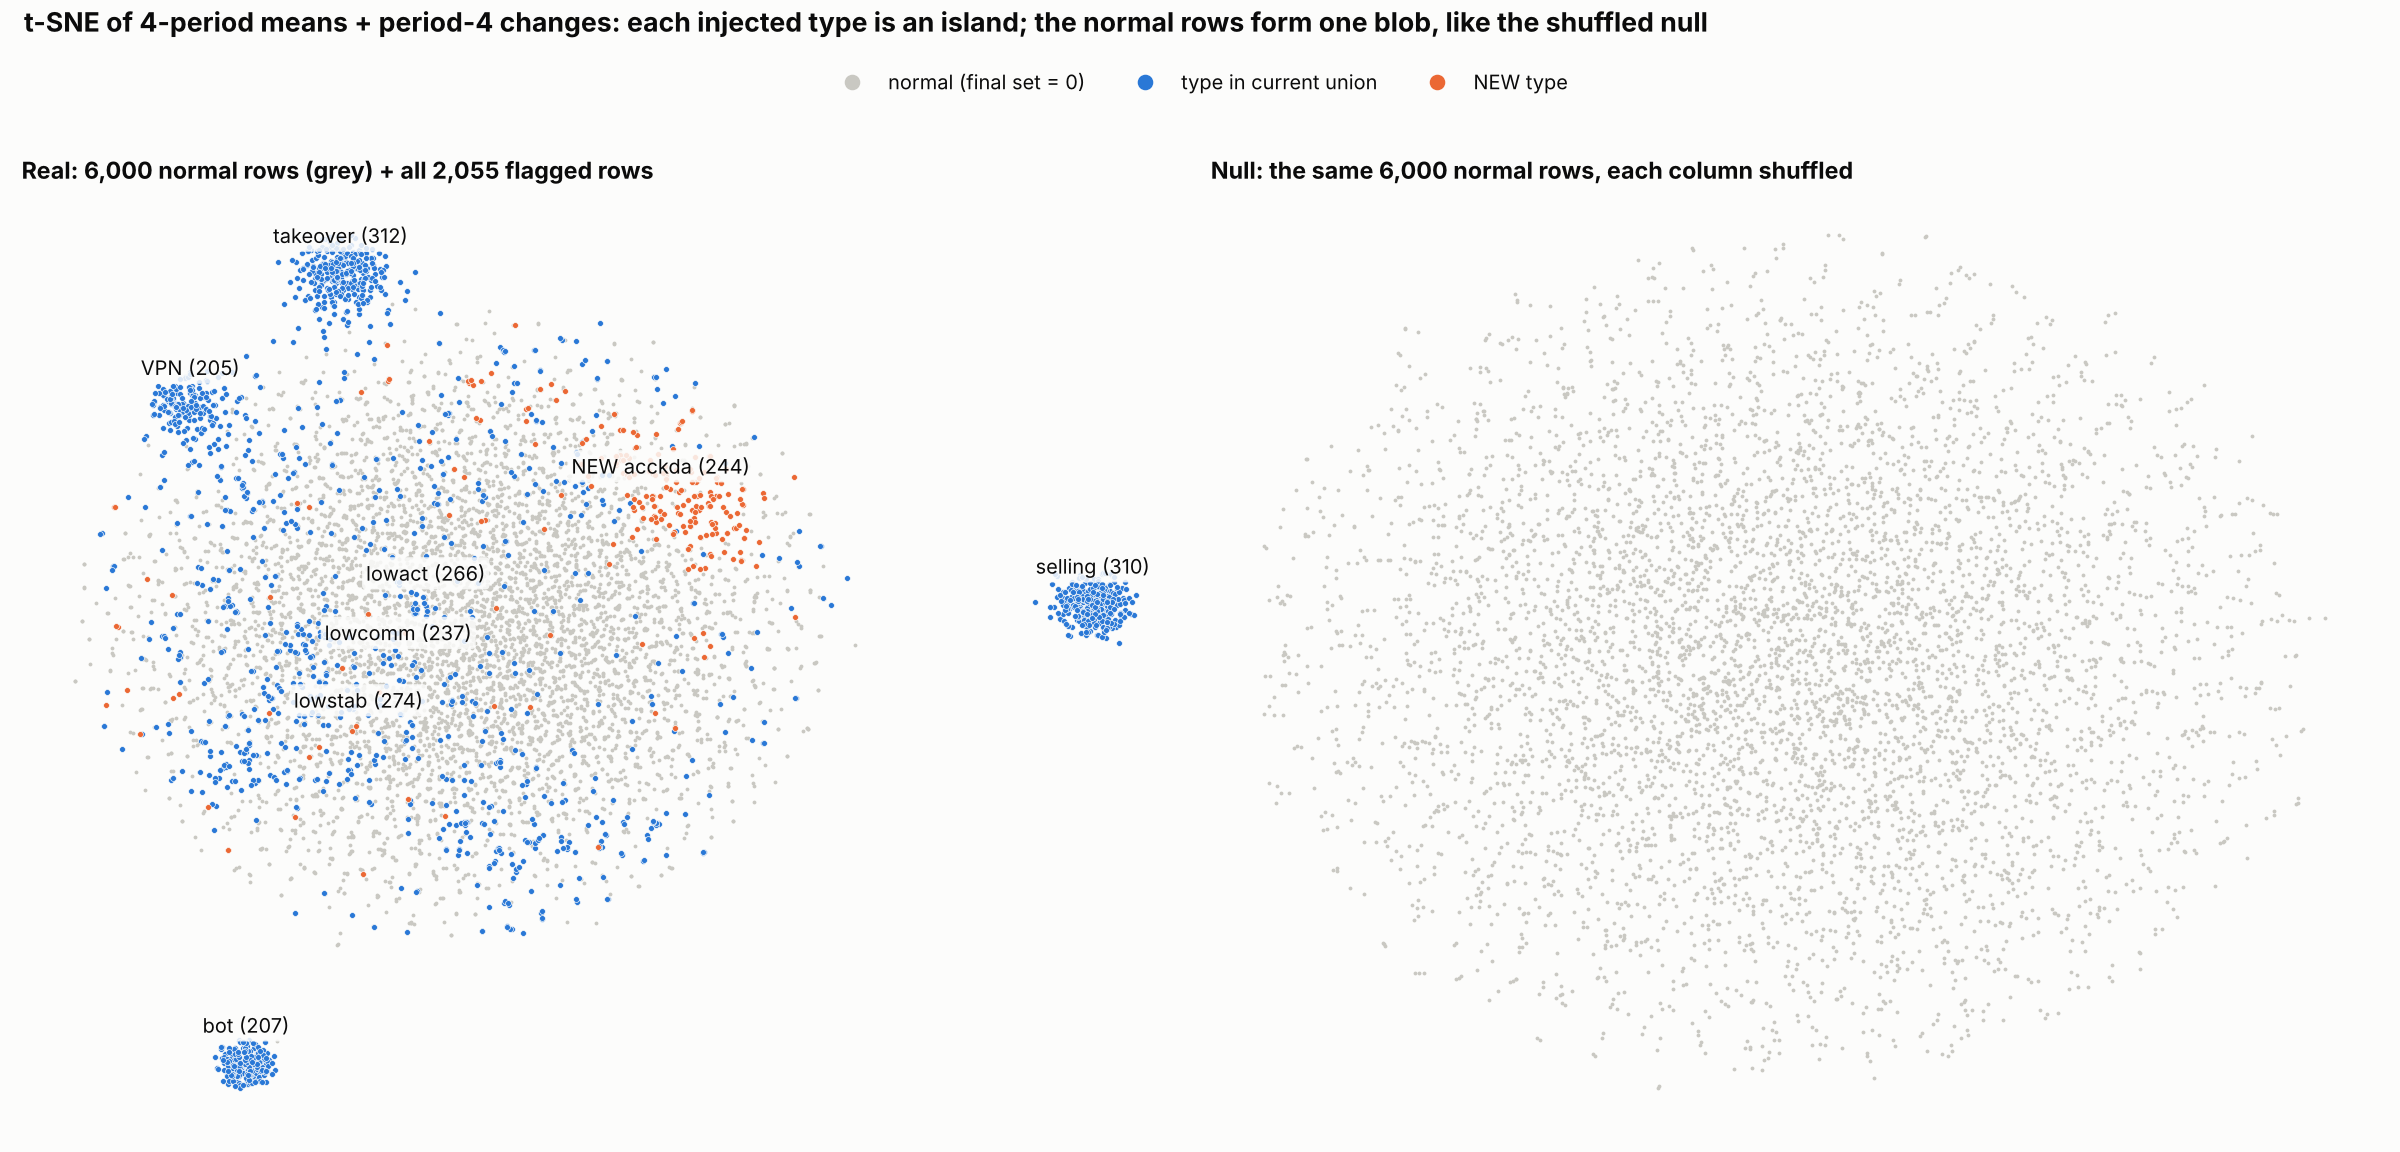 t-SNE of 4-period means + period-4 changes: each injected type is an island; the normal rows form one blob, like the shuffled null
normal (final set = 0)
type in current union
NEW type
Real: 6,000 normal rows (grey) + all 2,055 flagged rows
Null: the same 6,000 normal rows, each column shuffled
takeover (312)
VPN (205)
NEW acckda (244)
lowact (266)
selling (310)
lowcomm (237)
lowstab (274)
bot (207)